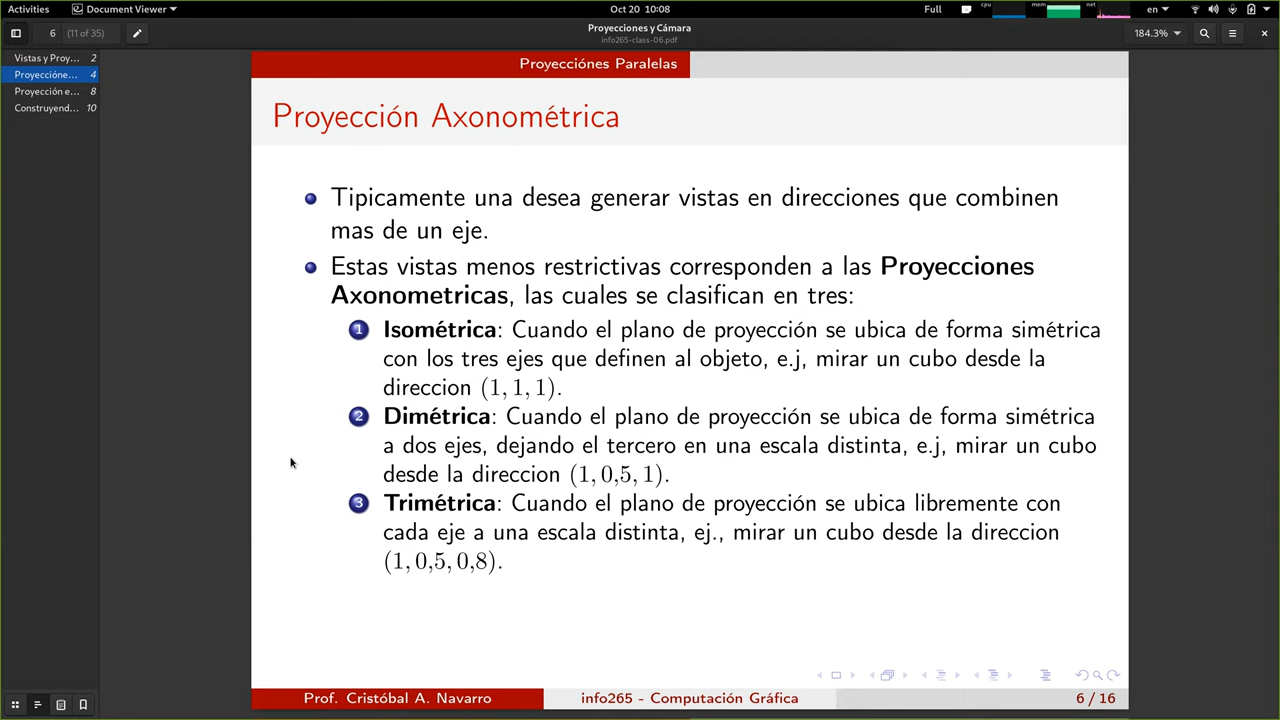 Activities
Document Viewer
Oct 20 10:08
Full
cpu
mem
net
en
6
(11 of 35)
Proyecciones y Cámara
info265-class-06.pdf
184.3%
Vistas y Proy... 2
Proyeccióne... 4
Proyección e... 8
Construyend... 10
Proyecciónes Paralelas
Proyección Axonométrica
Tipicamente una desea generar vistas en direcciones que combinen
mas de un eje.
Estas vistas menos restrictivas corresponden a las Proyecciones
Axonometricas, las cuales se clasifican en tres:
1 Isométrica: Cuando el plano de proyección se ubica de forma simétrica
con los tres ejes que definen al objeto, e.j, mirar un cubo desde la
direccion (1, 1, 1).
2 Dimétrica: Cuando el plano de proyección se ubica de forma simétrica
a dos ejes, dejando el tercero en una escala distinta, e.j, mirar un cubo
desde la direccion (1, 0,5, 1).
3 Trimétrica: Cuando el plano de proyección se ubica libremente con
cada eje a una escala distinta, ej., mirar un cubo desde la direccion
(1, 0,5, 0,8).
Prof. Cristóbal A. Navarro
info265 - Computación Gráfica
6 / 16